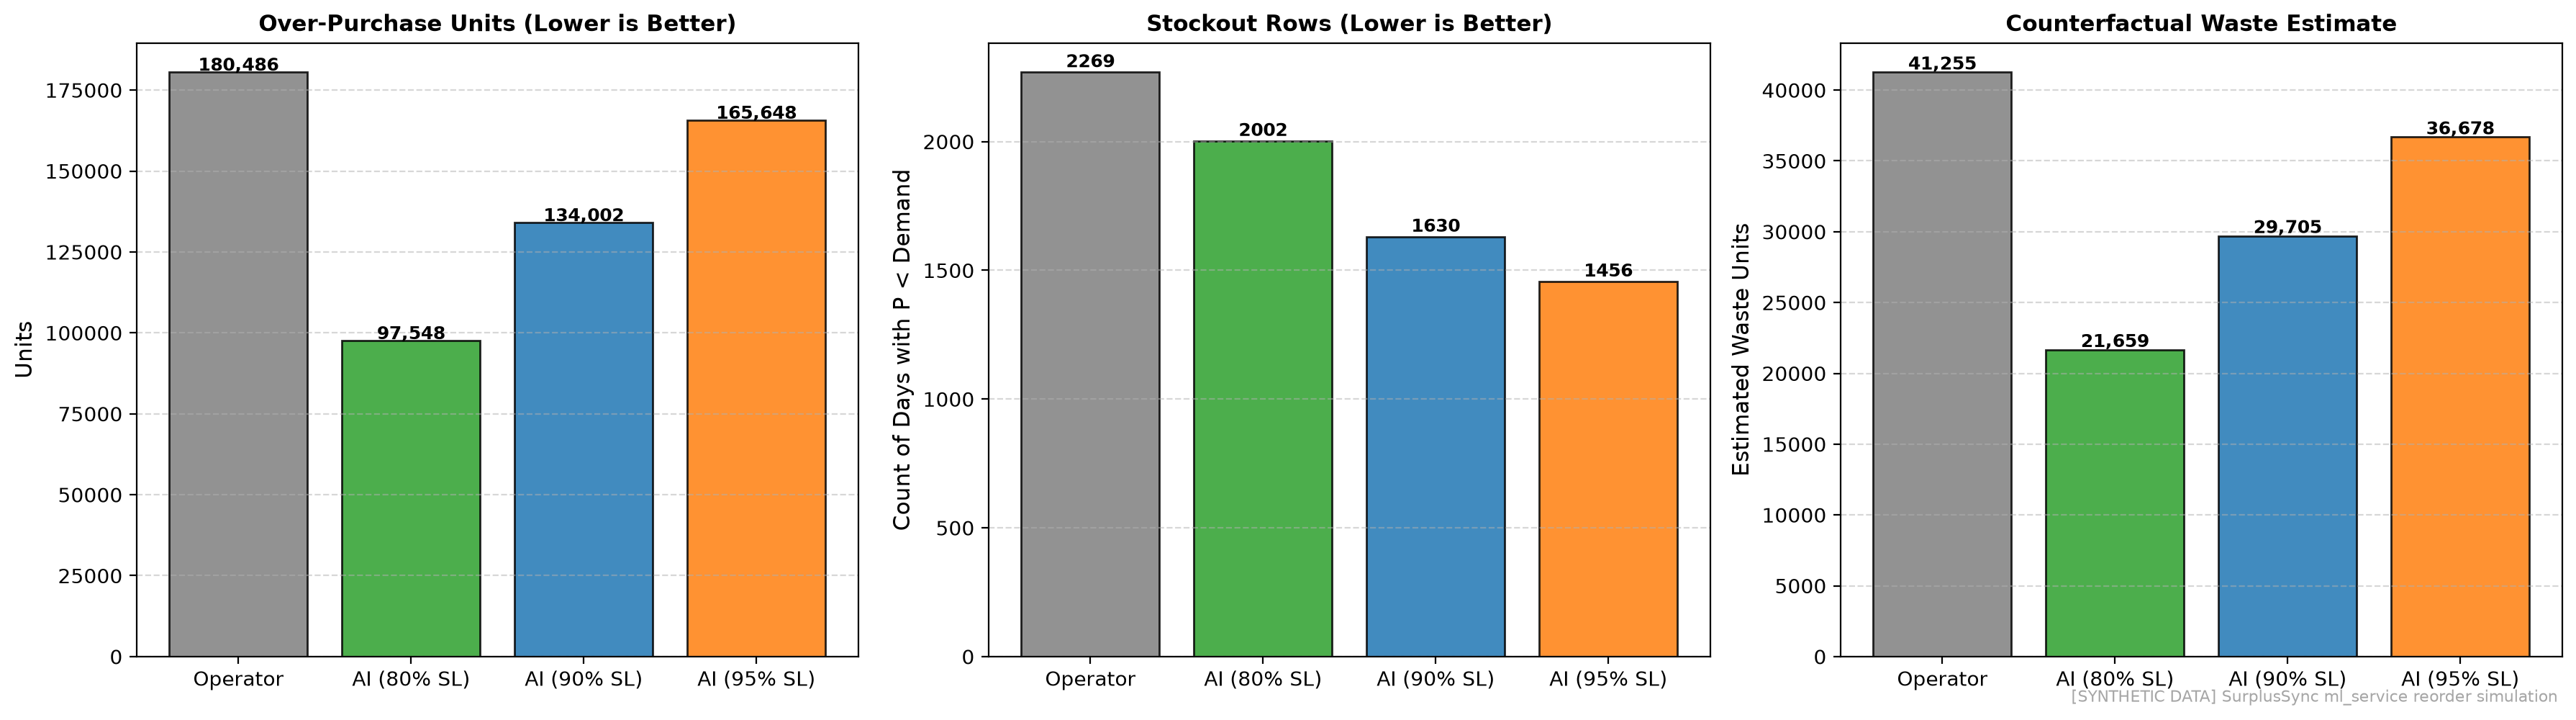 Over-Purchase Units (Lower is Better)
Units
175000
150000
125000
100000
75000
50000
25000
0
180,486
97,548
134,002
165,648
Operator
AI (80% SL)
AI (90% SL)
AI (95% SL)
Stockout Rows (Lower is Better)
Count of Days with P < Demand
2000
1500
1000
500
0
2269
2002
1630
1456
Operator
AI (80% SL)
AI (90% SL)
AI (95% SL)
Counterfactual Waste Estimate
Estimated Waste Units
40000
35000
30000
25000
20000
15000
10000
5000
0
41,255
21,659
29,705
36,678
Operator
AI (80% SL)
AI (90% SL)
AI (95% SL)
[SYNTHETIC DATA] SurplusSync ml_service reorder simulation